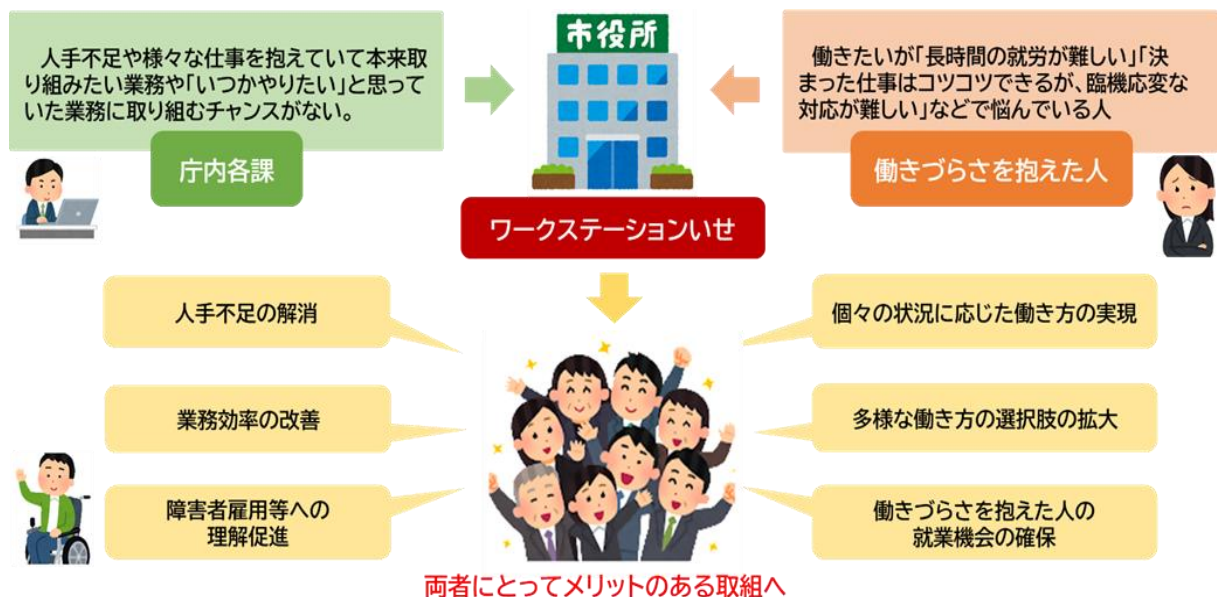 人手不足や様々な仕事を抱えていて本来取
り組みたい業務や「いつかやりたい」と思って
いた業務に取り組むチャンスがない。
庁内各課
市役所
働きたいが「長時間の就労が難しい」「決
まった仕事はコツコツできるが、臨機応変な
対応が難しい」などで悩んでいる人
働きづらさを抱えた人
ワークステーションいせ
人手不足の解消
業務効率の改善
障害者雇用等への
理解促進
個々の状況に応じた働き方の実現
多様な働き方の選択肢の拡大
働きづらさを抱えた人の
就業機会の確保
両者にとってメリットのある取組へ